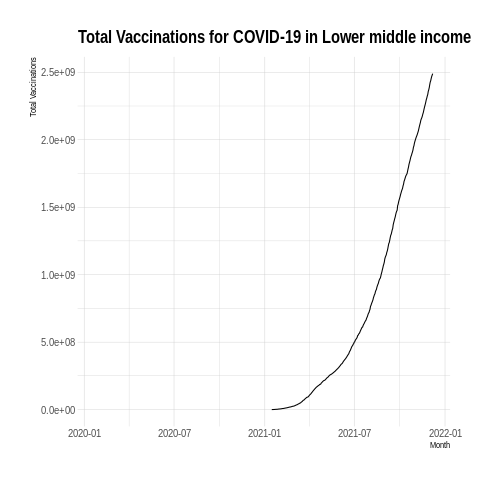 Total Vaccinations for COVID-19 in Lower middle income
Total Vaccinations
2.5e+09
2.0e+09
1.5e+09
1.0e+09
5.0e+08
0.0e+00
2020-01 2020-07 2021-01 2021-07 2022-01
Month